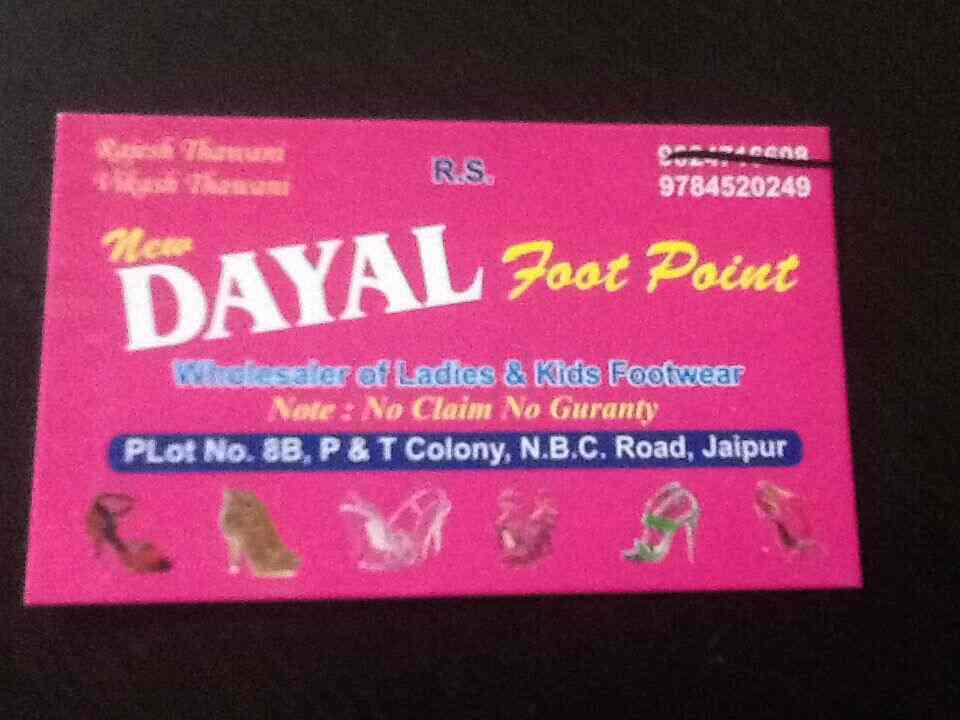 Rajesh Thawani
Vikash Thawani
R.S.
9784520249
New
DAYAL Foot Point
Wholesaler of Ladies & Kids Footwear
Note : No Claim No Guranty
PLot No. 8B, P & T Colony, N.B.C. Road, Jaipur